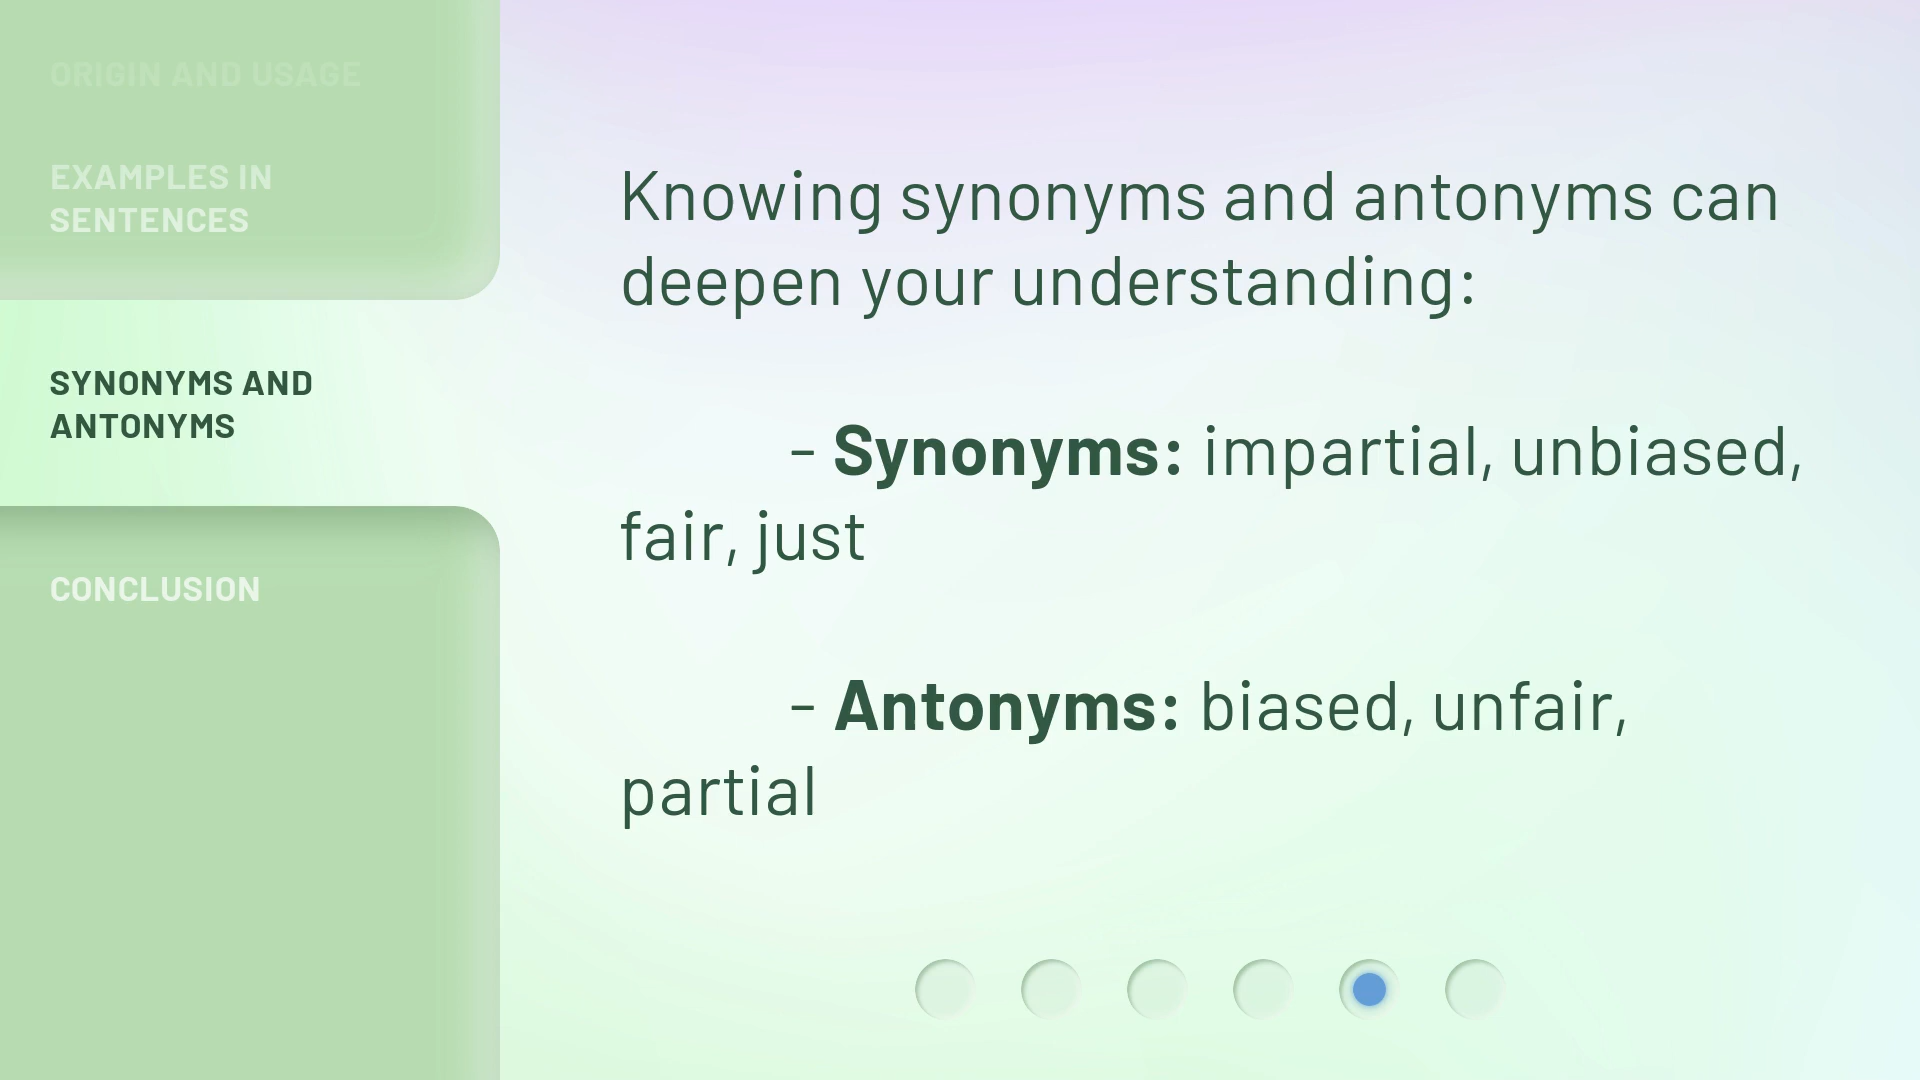 ORIGIN AND USAGE
EXAMPLES IN
SENTENCES
SYNONYMS AND
ANTONYMS
CONCLUSION
Knowing synonyms and antonyms can
deepen your understanding:
- Synonyms: impartial, unbiased,
fair, just
- Antonyms: biased, unfair,
partial